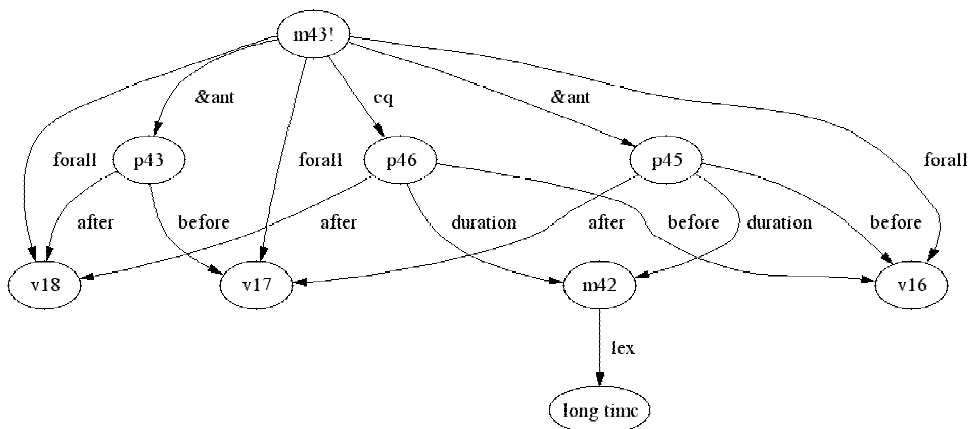 m43!
&ant
cq
&ant
forall
p43
forall
p46
p45
forall
after
before
after
duration
after
before
duration
before
v18
v17
m42
v16
lex
long time